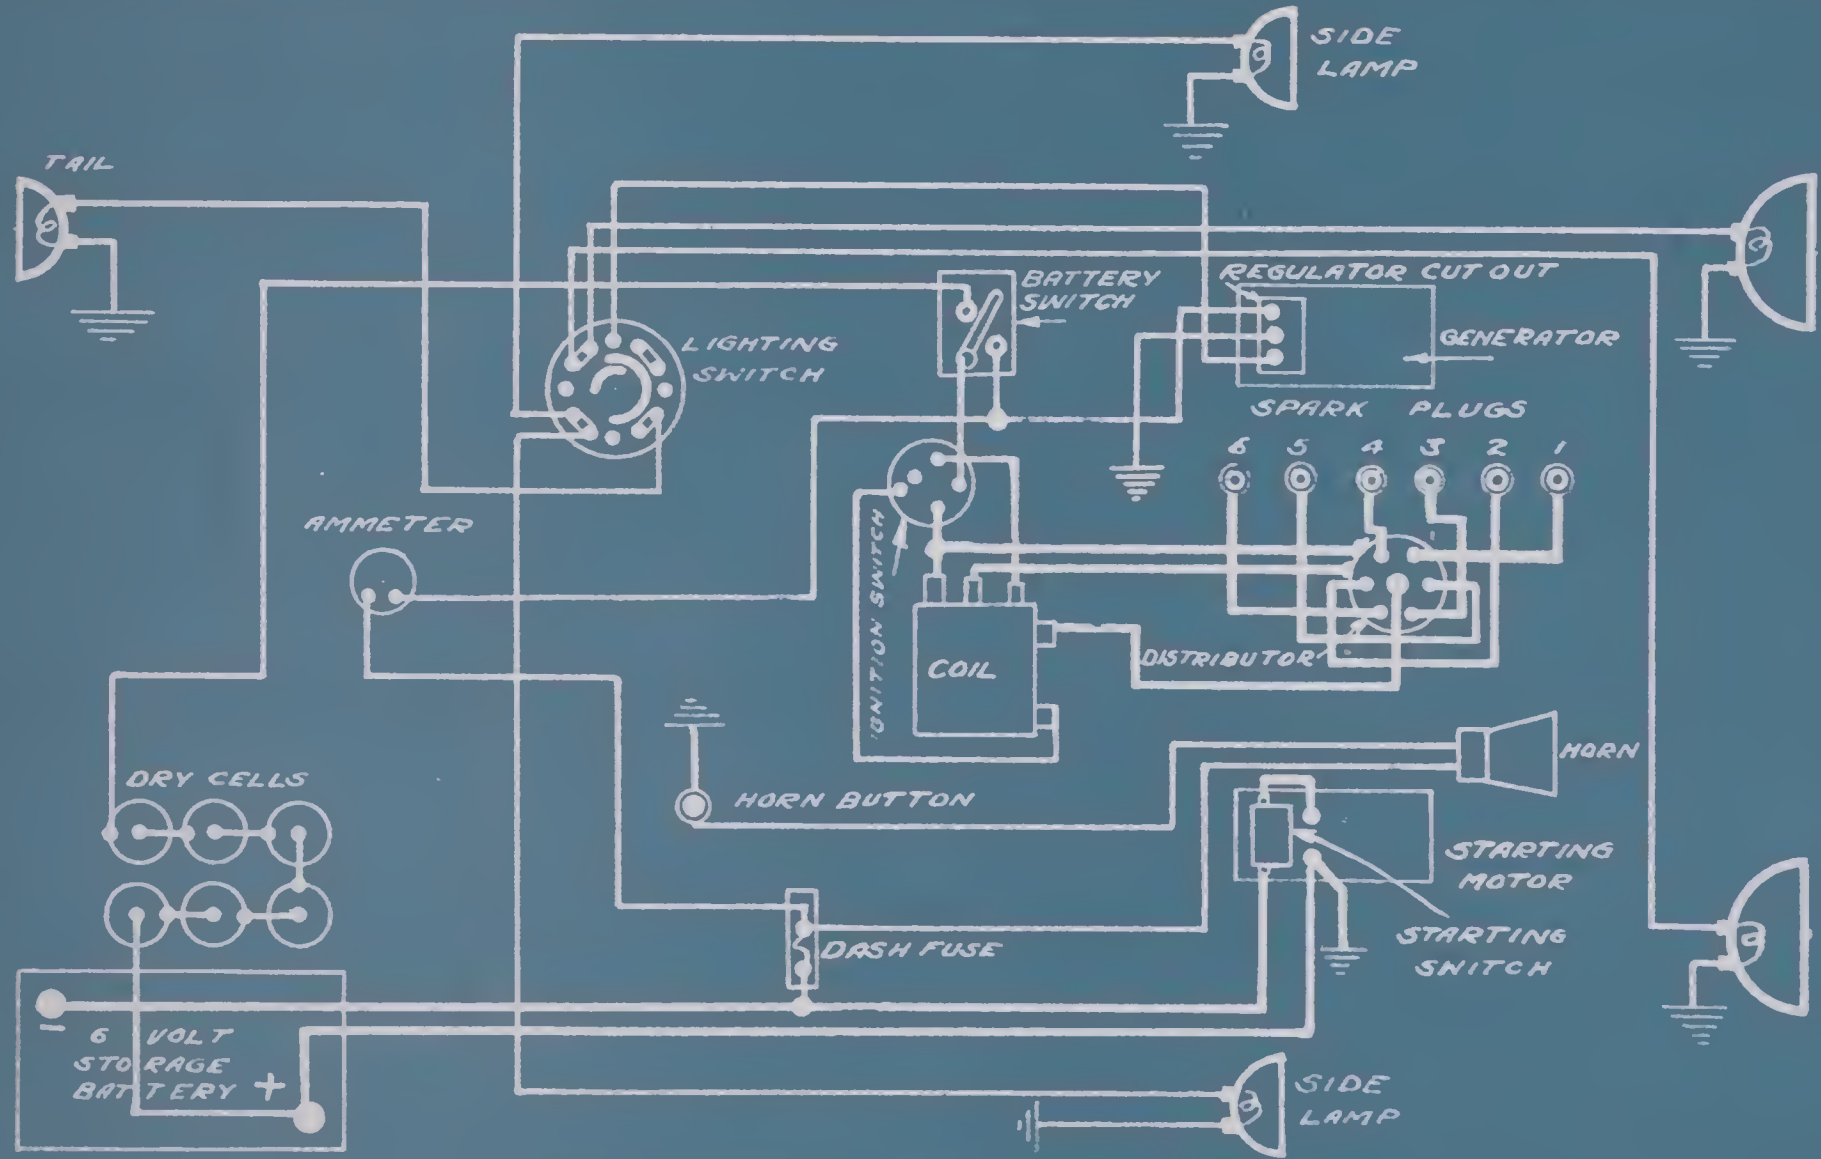 SIDE
LAMP
TAIL
BATTERY
SWITCH
REGULATOR CUT OUT
GENERATOR
LIGHTING
SWITCH
SPARK PLUGS
6 5 4 3 2 1
AMMETER
IGNITION SWITCH
COIL
DISTRIBUTOR
HORN
DRY CELLS
HORN BUTTON
STARTING
MOTOR
DASH FUSE
STARTING
SWITCH
-
6 VOLT
STORAGE
BATTERY +
SIDE
LAMP